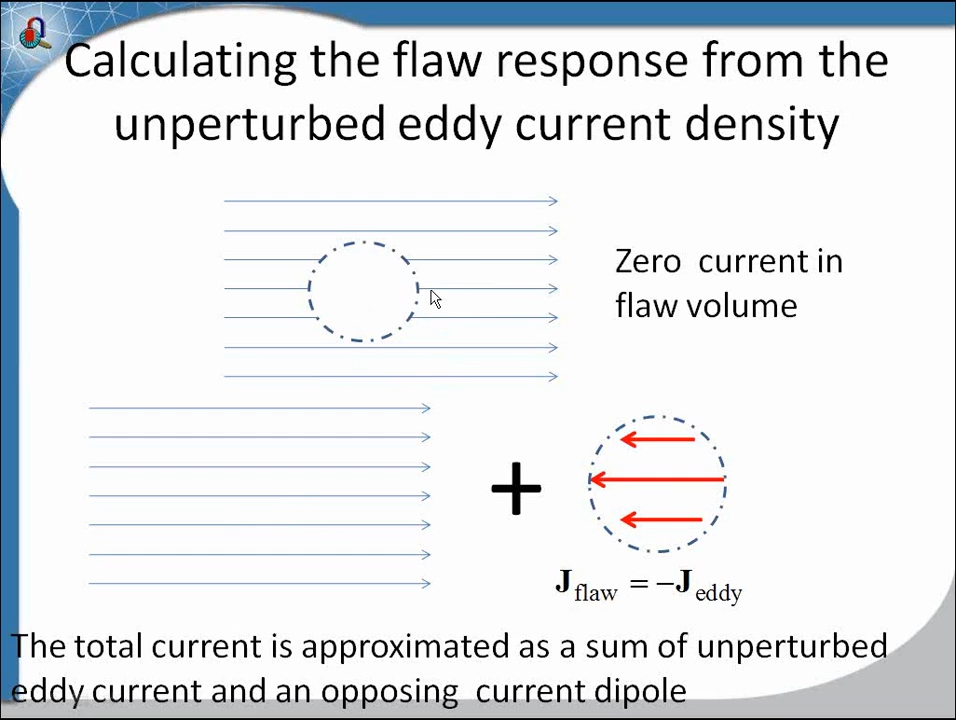 Calculating the flaw response from the
unperturbed eddy current density
Zero current in
flaw volume
+
J flaw = −J eddy
The total current is approximated as a sum of unperturbed
eddy current and an opposing current dipole